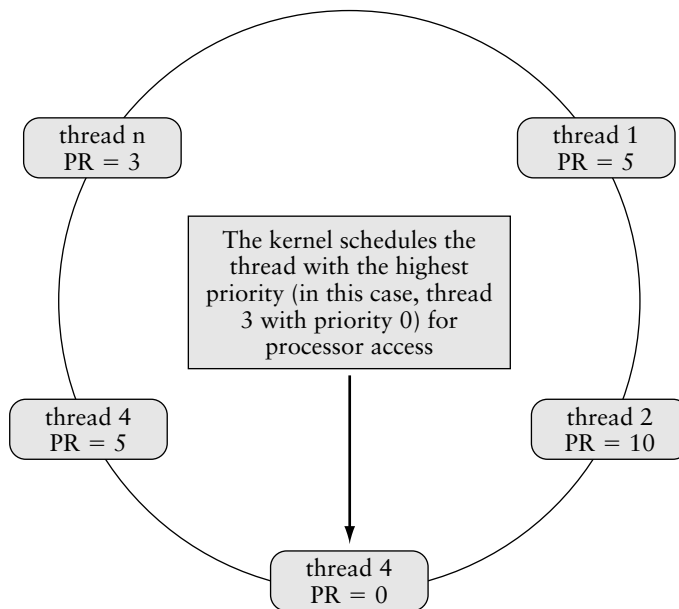 thread n
PR = 3
thread 1
PR = 5
The kernel schedules the
thread with the highest
priority (in this case, thread
3 with priority 0) for
processor access
thread 4
PR = 5
thread 2
PR = 10
thread 4
PR = 0